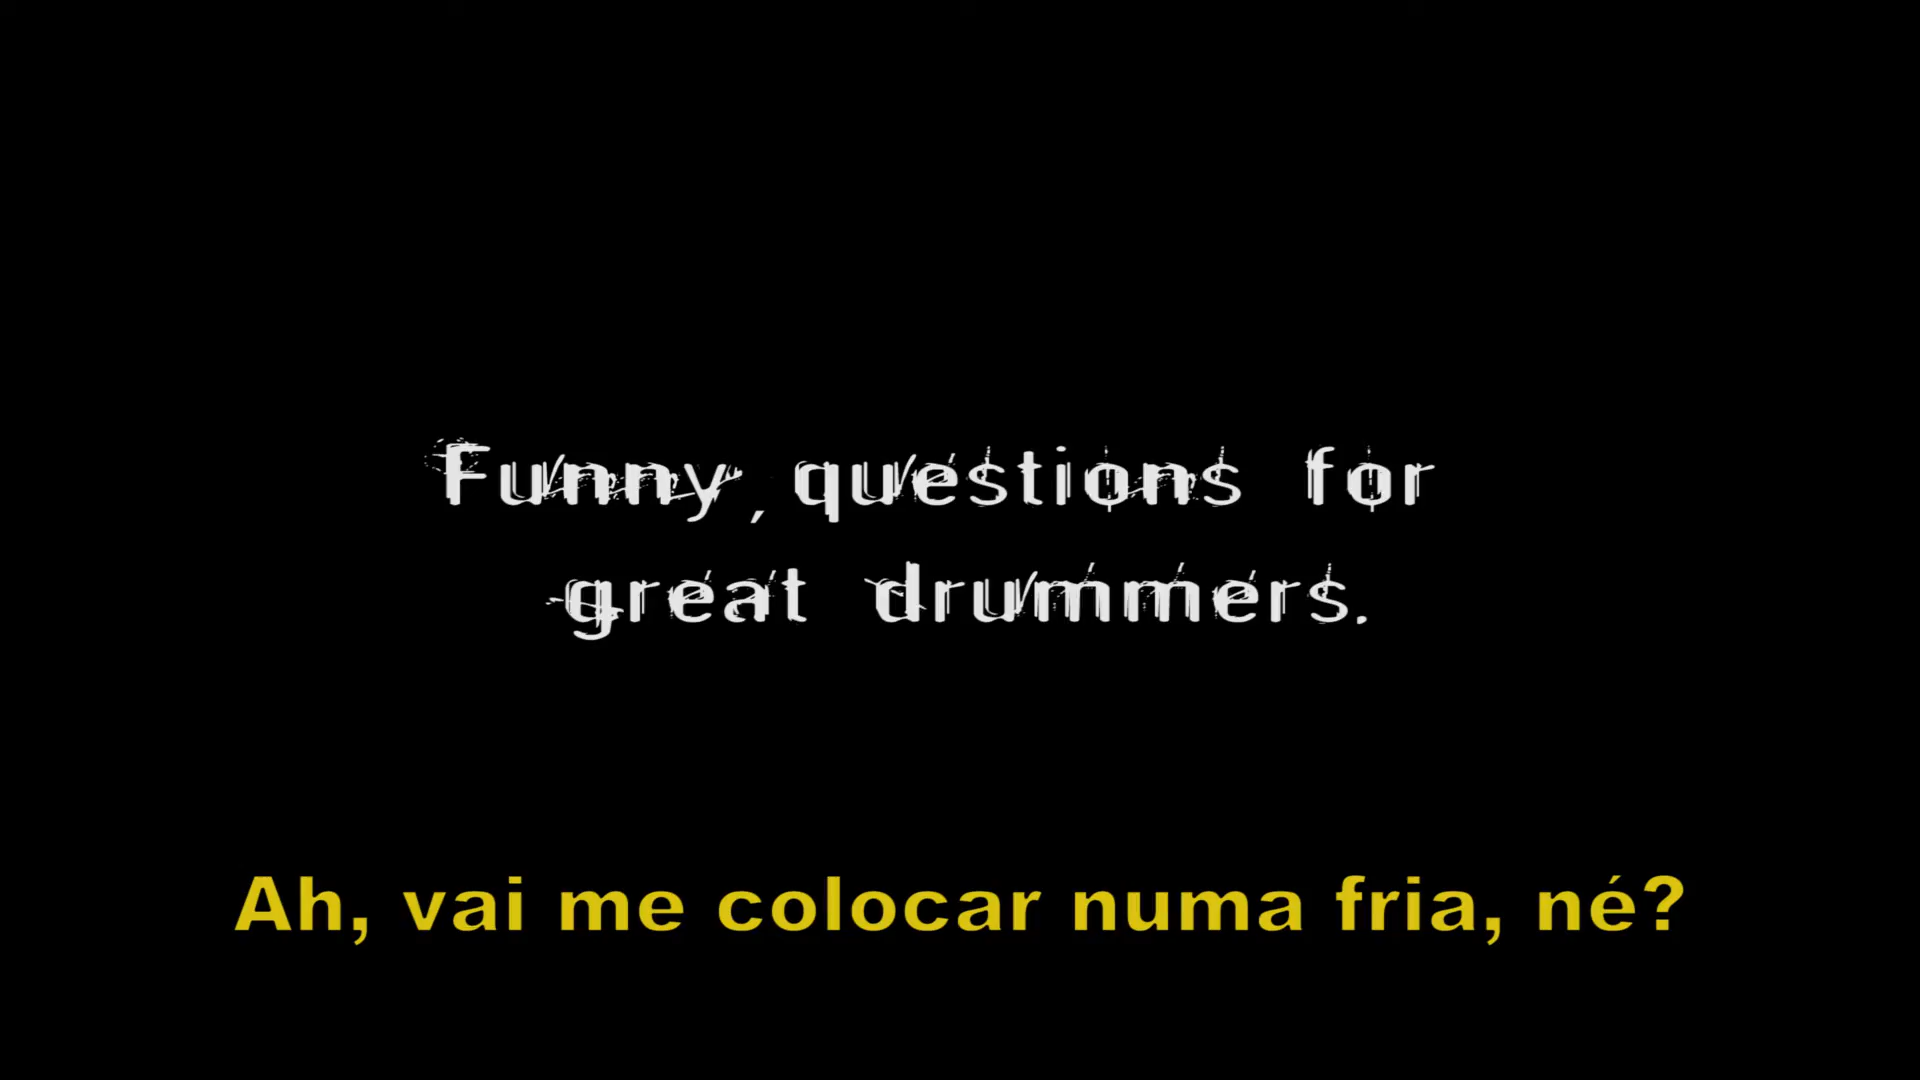 Funny, questions for
great drummers.
Ah, vai me colocar numa fria, né?